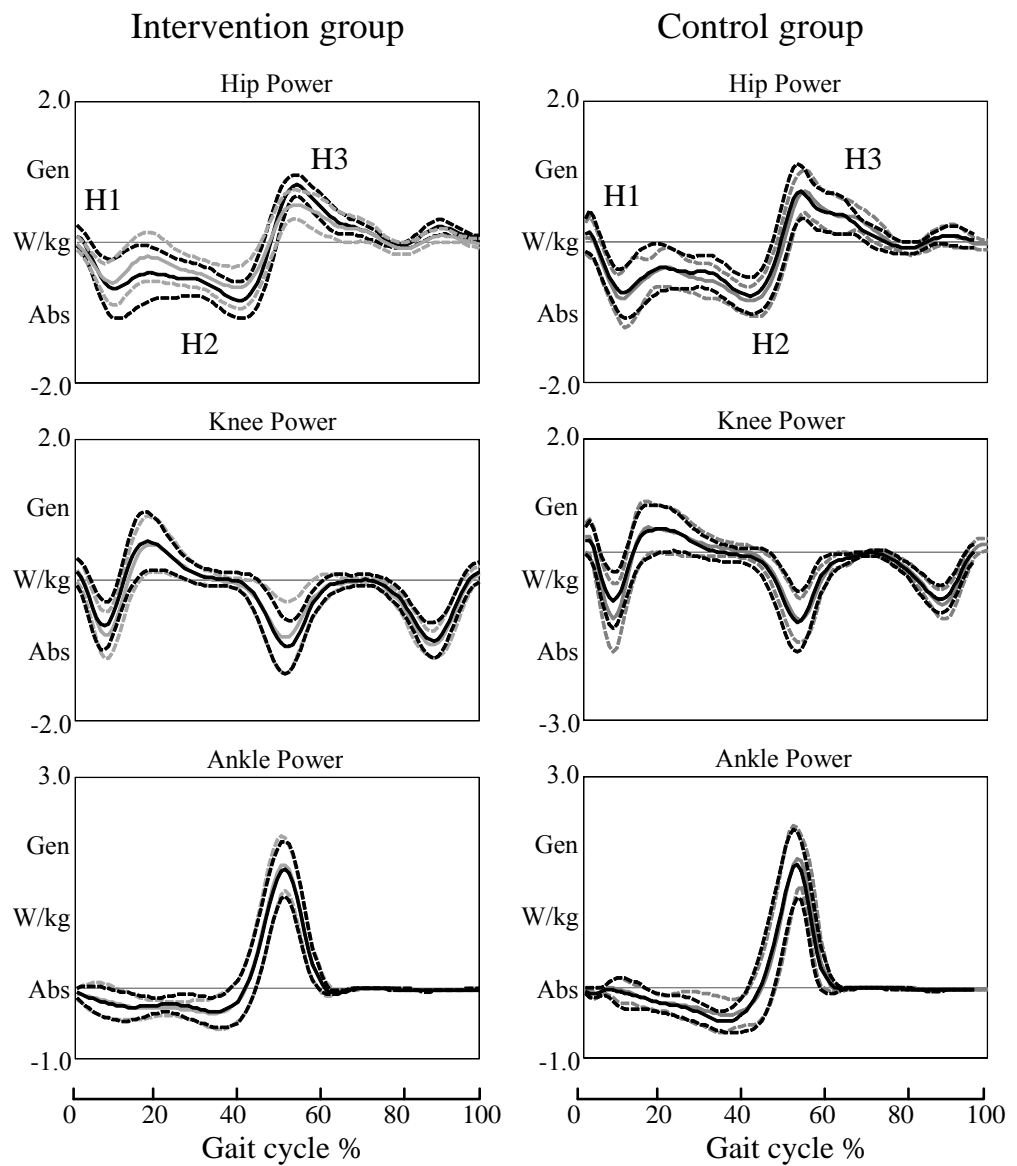 Intervention group
Control group
Hip Power
2.0
Gen
H1
H3
W/kg
Abs
H2
-2.0
Hip Power
2.0
Gen
H1
H3
W/kg
Abs
H2
-2.0
Knee Power
2.0
Gen
W/kg
Abs
-2.0
Knee Power
2.0
Gen
W/kg
Abs
-3.0
Ankle Power
3.0
Gen
W/kg
Abs
-1.0
Ankle Power
3.0
Gen
W/kg
Abs
-1.0
0 20 40 60 80 100
Gait cycle %
0 20 40 60 80 100
Gait cycle %